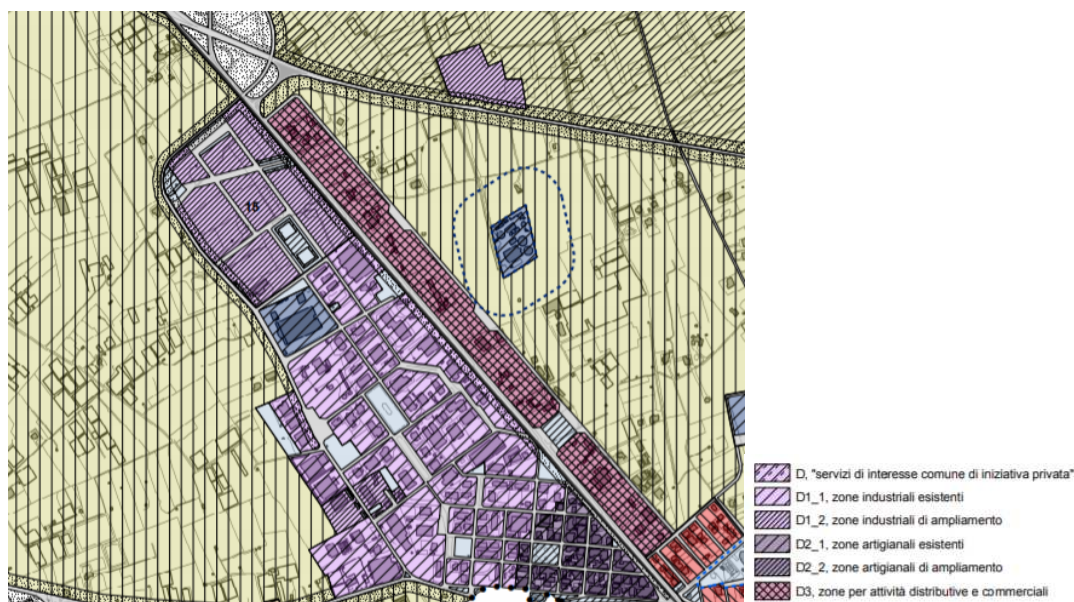 15
D, "servizi di interesse comune di iniziativa privata"
D1_1, zone industriali esistenti
D1_2, zone industriali di ampliamento
D2_1, zone artigianali esistenti
D2_2, zone artigianali di ampliamento
D3, zone per attività distributive e commerciali